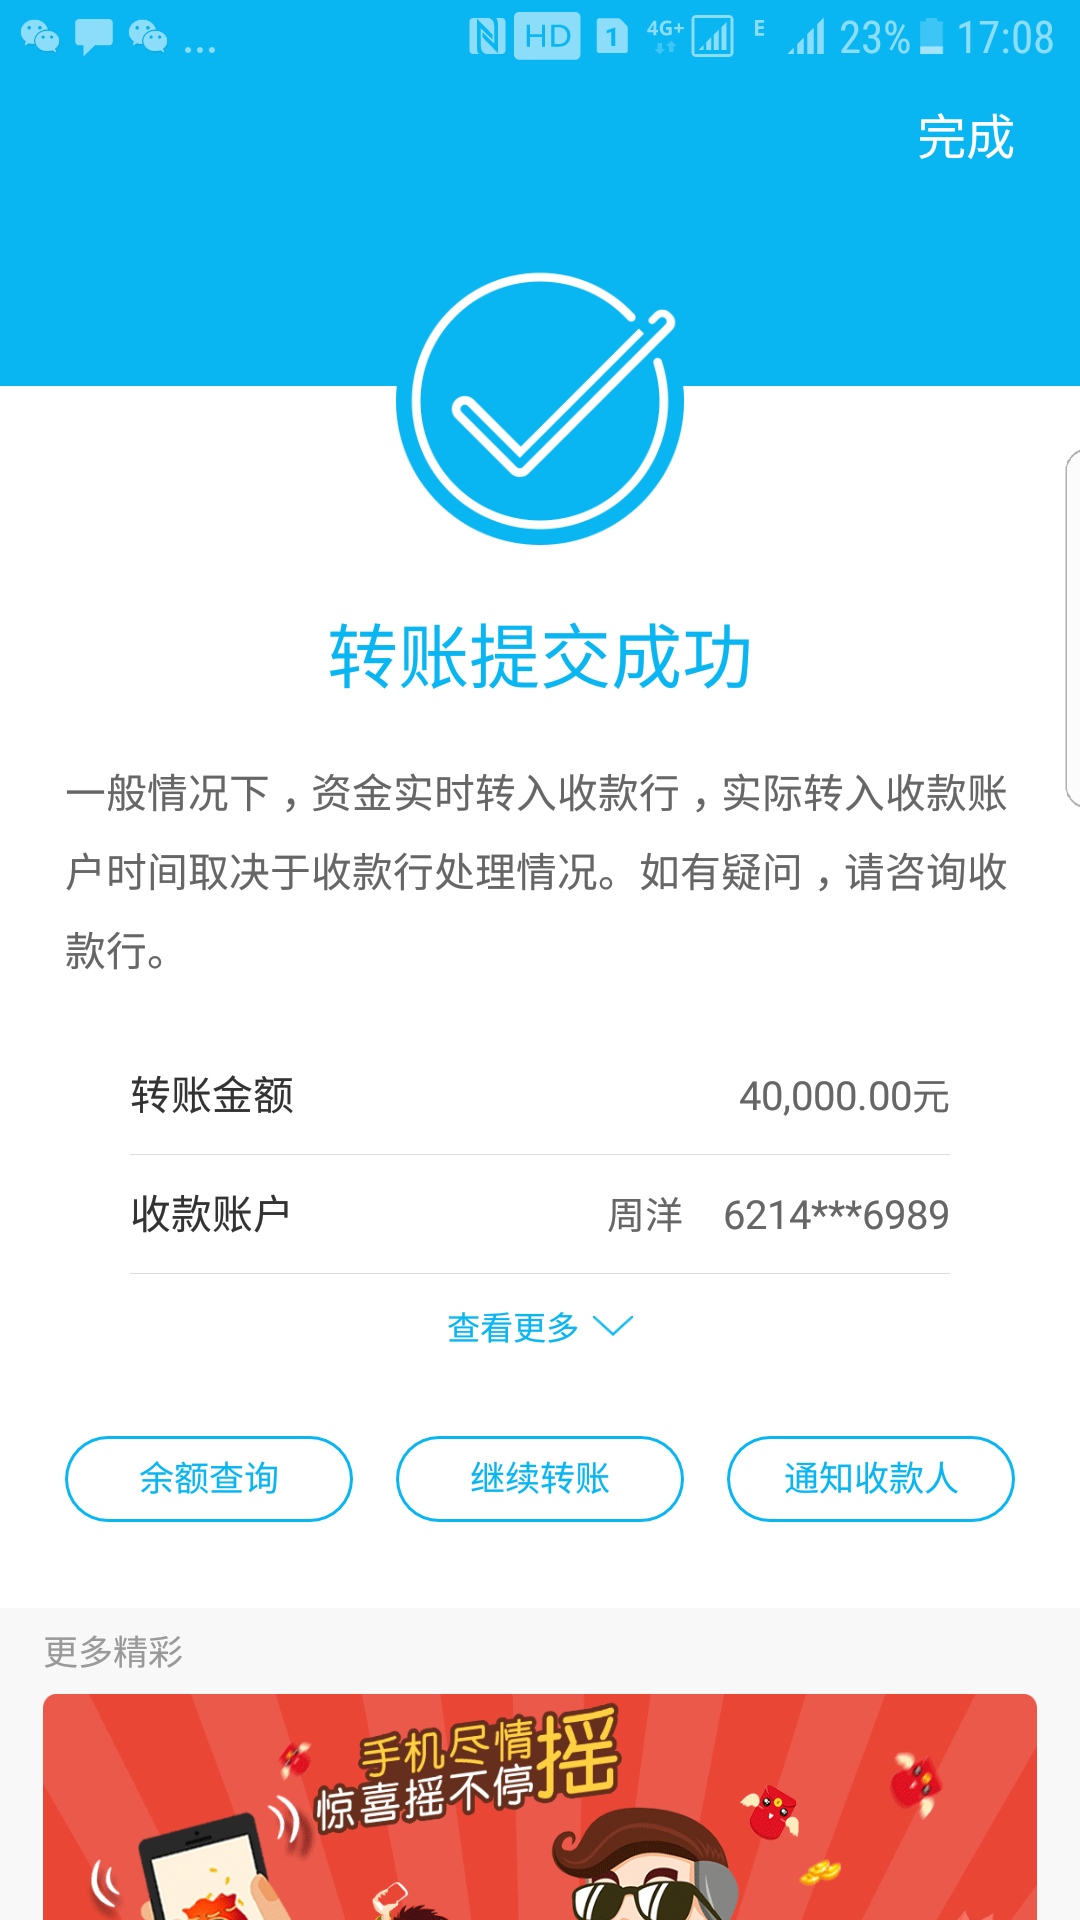 ... HD 1 4G+ E 23% 17:08
完成
转账提交成功
一般情况下，资金实时转入收款行，实际转入收款账
户时间取决于收款行处理情况。如有疑问，请咨询收
款行。
转账金额 40,000.00元
收款账户 周洋 6214***6989
查看更多
余额查询 继续转账 通知收款人
更多精彩
手机尽情摇
惊喜摇不停